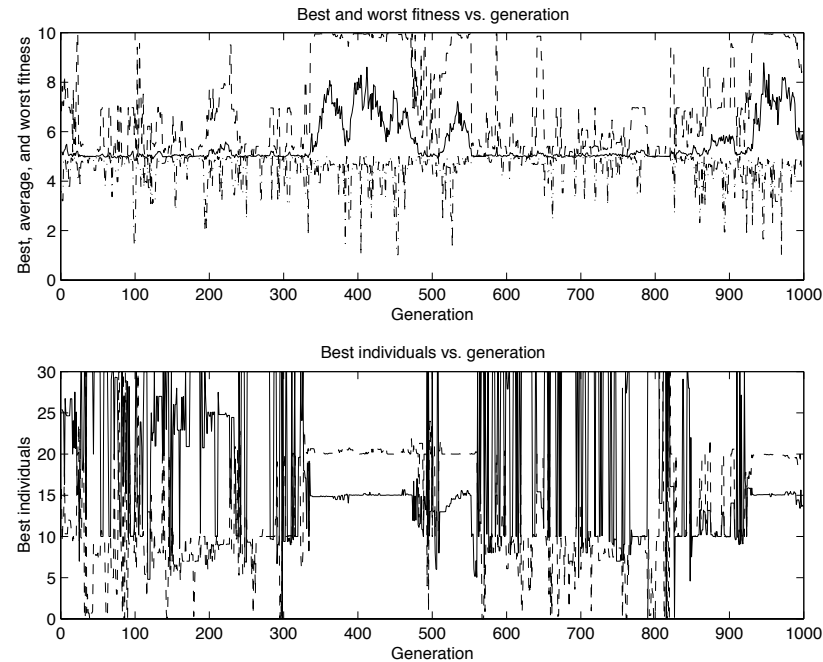 Best and worst fitness vs. generation
Best, average, and worst fitness
10
8
6
4
2
0
0 100 200 300 400 500 600 700 800 900 1000
Generation
Best individuals vs. generation
Best individuals
30
25
20
15
10
5
0
0 100 200 300 400 500 600 700 800 900 1000
Generation